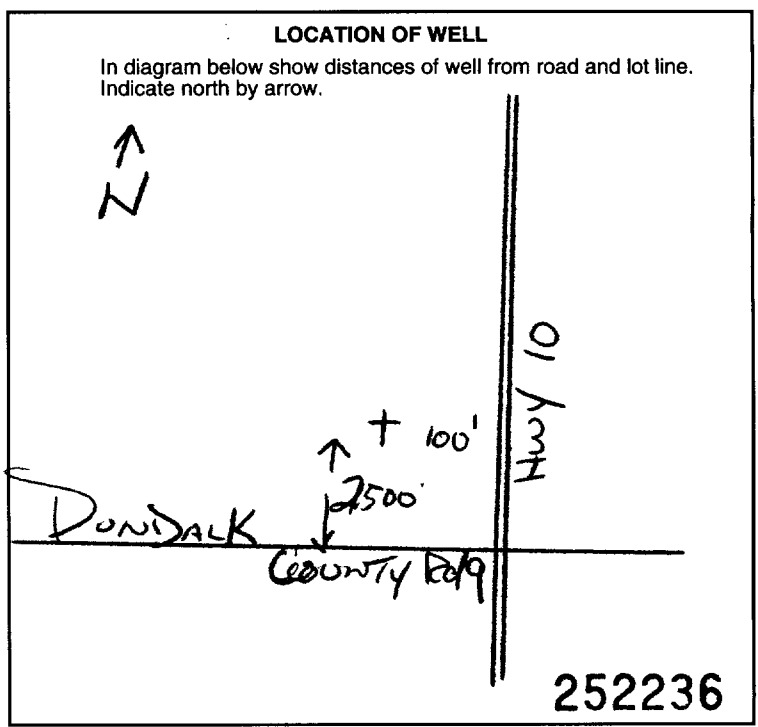 LOCATION OF WELL
In diagram below show distances of well from road and lot line.
Indicate north by arrow.
N
HWY 10
100'
2500'
DUNDALK
COUNTY Rd 9
252236